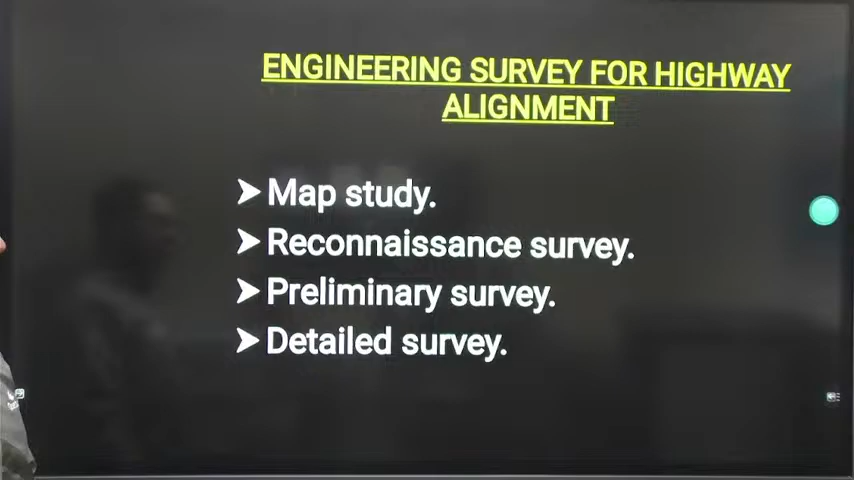 ENGINEERING SURVEY FOR HIGHWAY
ALIGNMENT
➤ Map study.
➤ Reconnaissance survey.
➤ Preliminary survey.
➤ Detailed survey.